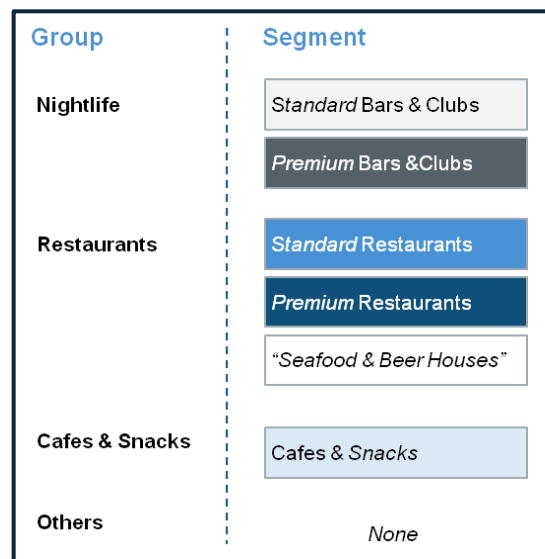 Group Segment
Nightlife Standard Bars & Clubs
Premium Bars &Clubs
Restaurants Standard Restaurants
Premium Restaurants
“Seafood & Beer Houses”
Cafes & Snacks Cafes & Snacks
Others None